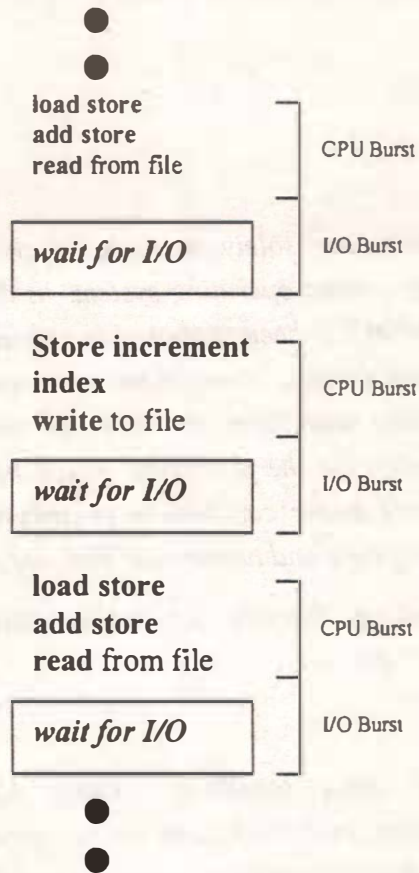 load store
add store
read from file
CPU Burst
wait for I/O
I/O Burst
Store increment
index
write to file
CPU Burst
wait for I/O
I/O Burst
load store
add store
read from file
CPU Burst
wait for I/O
I/O Burst